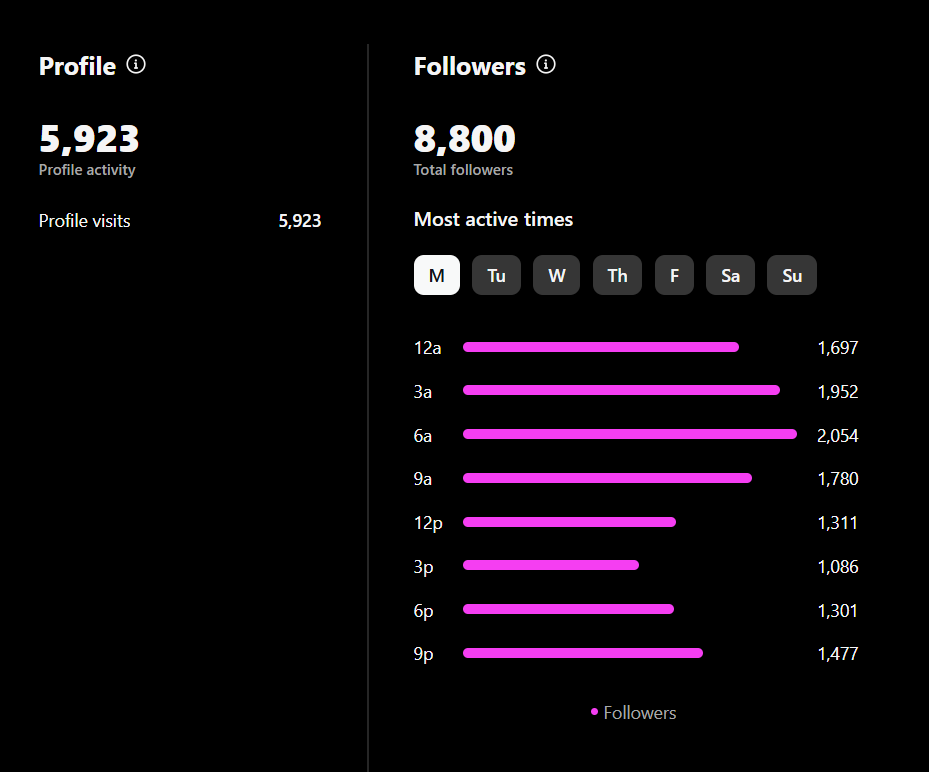 Profile
5,923
Profile activity
Profile visits 5,923
Followers
8,800
Total followers
Most active times
M Tu W Th F Sa Su
12a 1,697
3a 1,952
6a 2,054
9a 1,780
12p 1,311
3p 1,086
6p 1,301
9p 1,477
Followers